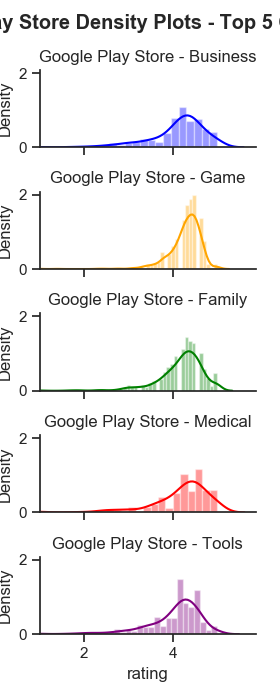 y Store Density Plots - Top 5
Google Play Store - Business
2
Density
0
Google Play Store - Game
2
Density
0
Google Play Store - Family
2
Density
0
Google Play Store - Medical
2
Density
0
Google Play Store - Tools
2
Density
0
2 4
rating